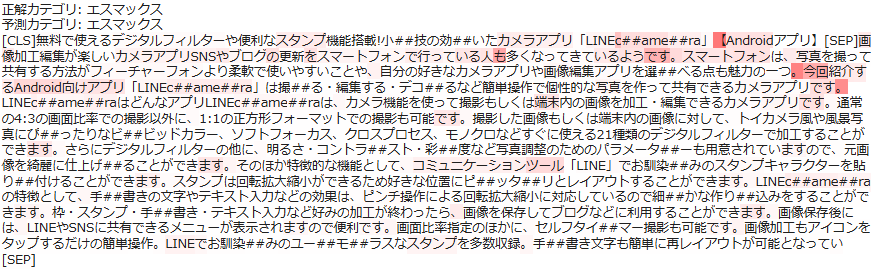 正解カテゴリ: エスマックス
予測カテゴリ: エスマックス
[CLS]無料で使えるデジタルフィルターや便利なスタンプ機能搭載!小##技の効##いたカメラアプリ「LINEc##ame##ra」【Androidアプリ】[SEP]画
像加工編集が楽しいカメラアプリSNSやブログの更新をスマートフォンで行っている人も多くなってきているようです。スマートフォンは、写真を撮って
共有する方法がフィーチャーフォンより柔軟で使いやすいことや、自分の好きなカメラアプリや画像編集アプリを選##べる点も魅力の一つ。今回紹介す
るAndroid向けアプリ「LINEc##ame##ra」は撮##る・編集する・デコ##るなど簡単操作で個性的な写真を作って共有できるカメラアプリです。
LINEc##ame##raはどんなアプリLINEc##ame##raは、カメラ機能を使って撮影もしくは端末内の画像を加工・編集できるカメラアプリです。通常
の4:3の画面比率での撮影以外に、1:1の正方形フォーマットでの撮影も可能です。撮影した画像もしくは端末内の画像に対して、トイカメラ風や風景写
真にぴ##ったりなビ##ビッドカラー、ソフトフォーカス、クロスプロセス、モノクロなどすぐに使える21種類のデジタルフィルターで加工することが
できます。さらにデジタルフィルターの他に、明るさ・コントラ##スト・彩##度など写真調整のためのパラメータ##ーも用意されていますので、元画
像を綺麗に仕上げ##ることができます。そのほか特徴的な機能として、コミュニケーションツール「LINE」でお馴染##みのスタンプキャラクターを貼
り##付けることができます。スタンプは回転拡大縮小ができるため好きな位置にピ##ッタ##リとレイアウトすることができます。LINEc##ame##ra
の特徴として、手##書きの文字やテキスト入力などの効果は、ピンチ操作による回転拡大縮小に対応しているので細##かな作り##込みをすることがで
きます。枠・スタンプ・手##書き・テキスト入力など好みの加工が終わったら、画像を保存してブログなどに利用することができます。画像保存後に
は、LINEやSNSに共有できるメニューが表示されますので便利です。画面比率指定のほかに、セルフタイ##マー撮影も可能です。画像加工もアイコンを
タップするだけの簡単操作。LINEでお馴染##みのユー##モ##ラスなスタンプを多数収録。手##書き文字も簡単に再レイアウトが可能となってい
[SEP]